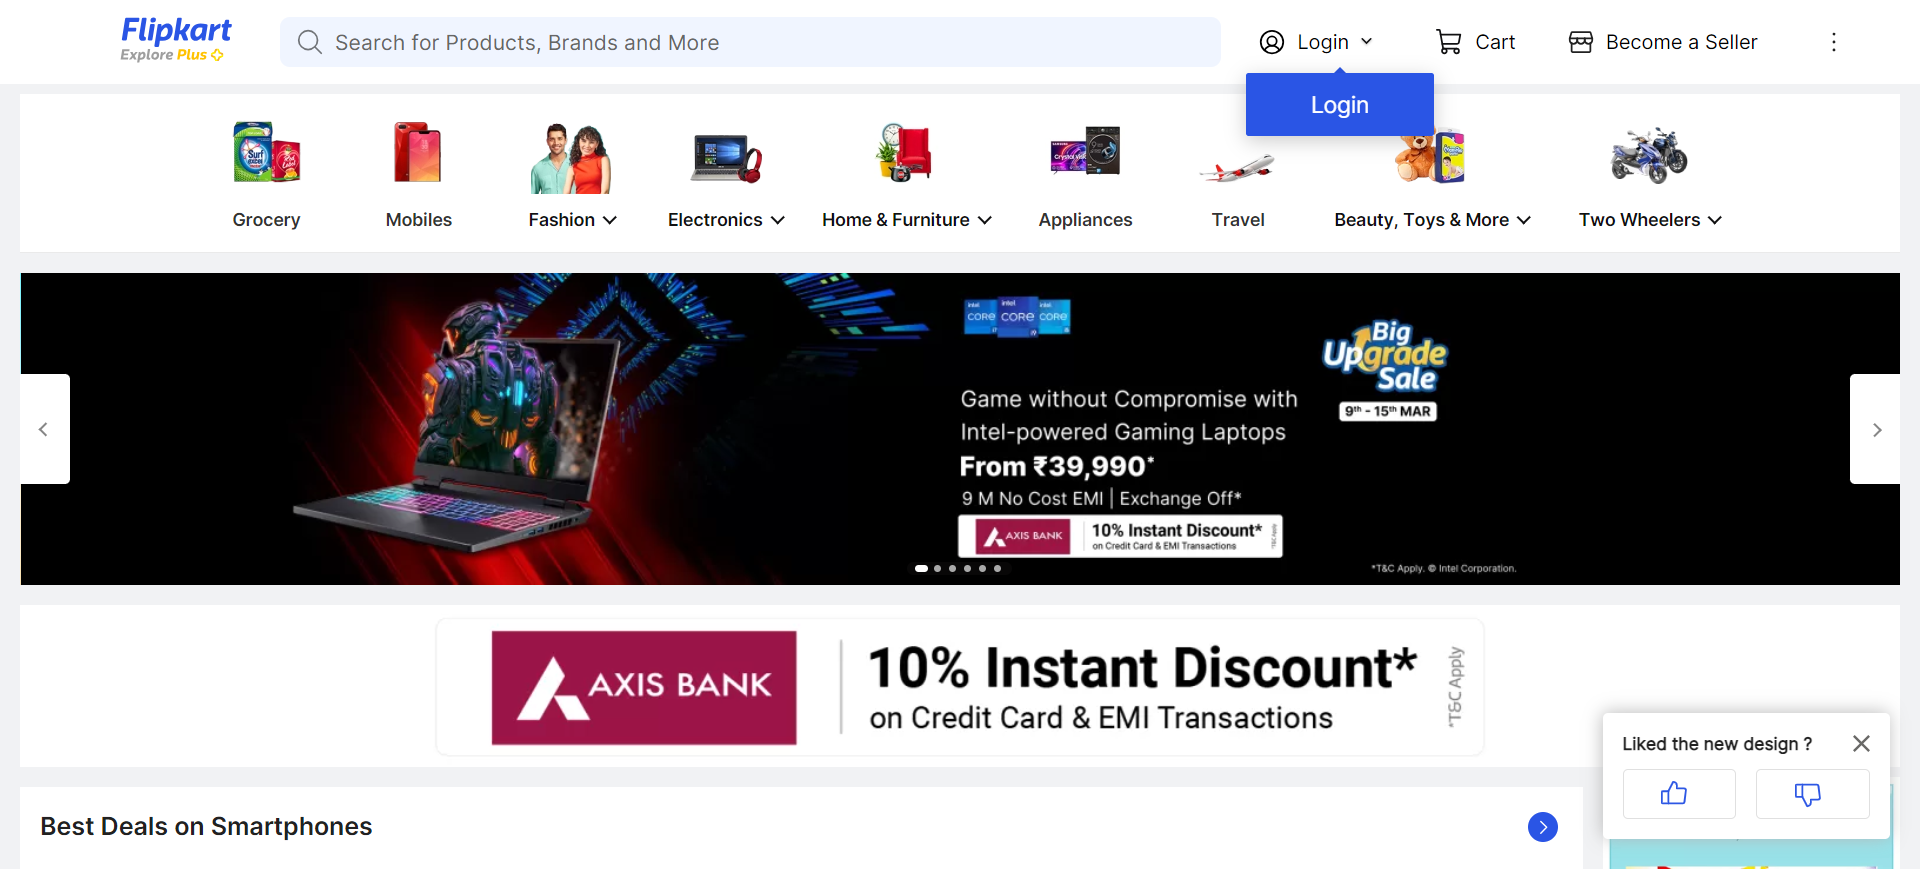 Flipkart
Explore Plus
Search for Products, Brands and More
Login
Cart
Become a Seller
Login
Grocery
Mobiles
Fashion
Electronics
Home & Furniture
Appliances
Travel
Beauty, Toys & More
Two Wheelers
intel CORE i7
intel CORE i9
intel CORE
Big
Upgrade
Sale
9th - 15th MAR
Game without Compromise with
Intel-powered Gaming Laptops
From ₹39,990*
9 M No Cost EMI | Exchange Off*
AXIS BANK
10% Instant Discount*
on Credit Card & EMI Transactions
*T&C Apply
*T&C Apply. © Intel Corporation.
AXIS BANK
10% Instant Discount*
on Credit Card & EMI Transactions
*T&C Apply
Liked the new design ?
Best Deals on Smartphones